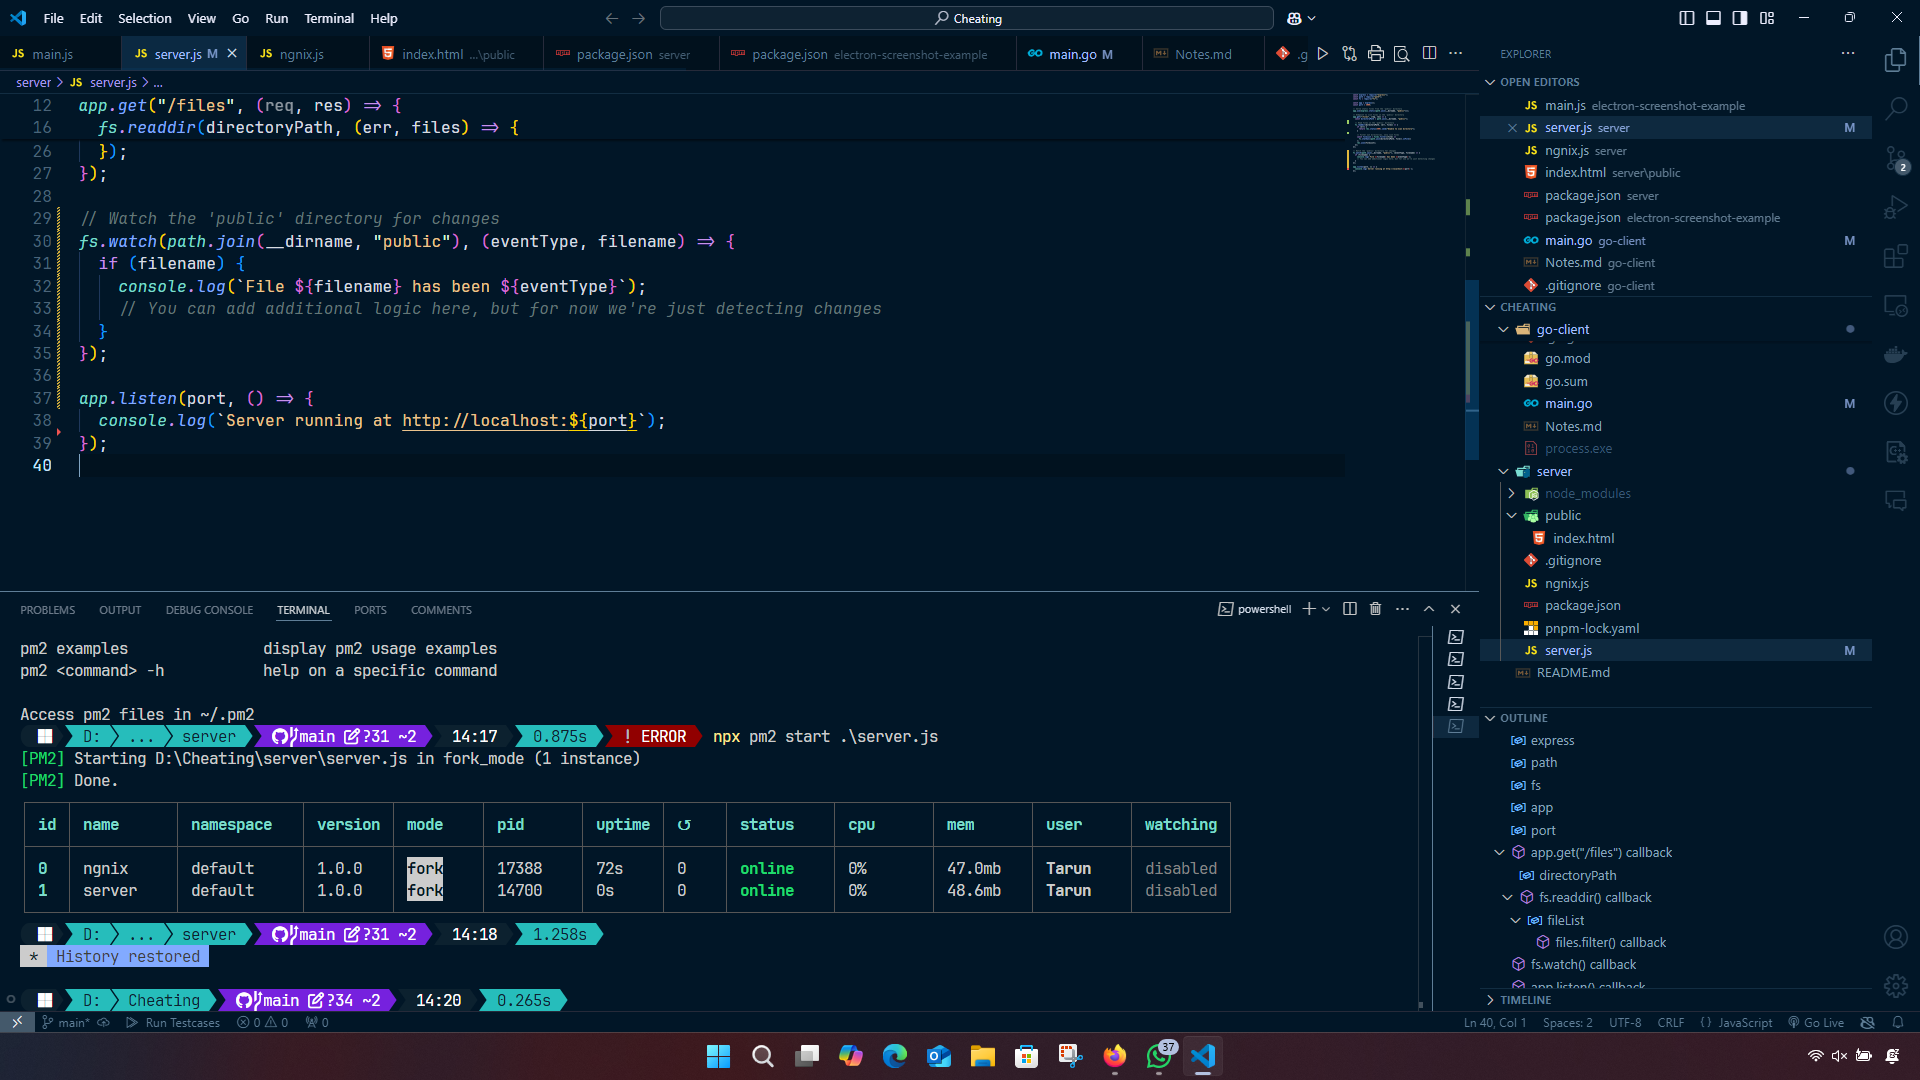 File Edit Selection View Go Run Terminal Help
Cheating
main.js
server.js M
ngnix.js
index.html ...\public
package.json server
package.json electron-screenshot-example
main.go M
Notes.md
.g
server > server.js > ...
12 app.get("/files", (req, res) => {
16 fs.readdir(directoryPath, (err, files) => {
26 });
27 });
28
29 // Watch the 'public' directory for changes
30 fs.watch(path.join(__dirname, "public"), (eventType, filename) => {
31 if (filename) {
32 console.log(`File ${filename} has been ${eventType}`);
33 // You can add additional logic here, but for now we're just detecting changes
34 }
35 });
36
37 app.listen(port, () => {
38 console.log(`Server running at http://localhost:${port}`);
39 });
40
PROBLEMS OUTPUT DEBUG CONSOLE TERMINAL PORTS COMMENTS
powershell
pm2 examples display pm2 usage examples
pm2 <command> -h help on a specific command
Access pm2 files in ~/.pm2
D: ... server main ?31 ~2 14:17 0.875s ! ERROR npx pm2 start .\server.js
[PM2] Starting D:\Cheating\server\server.js in fork_mode (1 instance)
[PM2] Done.
id name namespace version mode pid uptime ↺ status cpu mem user watching
0 ngnix default 1.0.0 fork 17388 72s 0 online 0% 47.0mb Tarun disabled
1 server default 1.0.0 fork 14700 0s 0 online 0% 48.6mb Tarun disabled
D: ... server main ?31 ~2 14:18 1.258s
* History restored
D: Cheating main ?34 ~2 14:20 0.265s
EXPLORER
OPEN EDITORS
main.js electron-screenshot-example
server.js server M
ngnix.js server
index.html server\public
package.json server
package.json electron-screenshot-example
main.go go-client M
Notes.md go-client
.gitignore go-client
CHEATING
go-client
go.mod
go.sum
main.go M
Notes.md
process.exe
server
node_modules
public
index.html
.gitignore
ngnix.js
package.json
pnpm-lock.yaml
server.js M
README.md
OUTLINE
express
path
fs
app
port
app.get("/files") callback
directoryPath
fs.readdir() callback
fileList
files.filter() callback
fs.watch() callback
app.listen() callback
TIMELINE
2
main* Run Testcases 0 0 0
Ln 40, Col 1 Spaces: 2 UTF-8 CRLF { } JavaScript Go Live
37